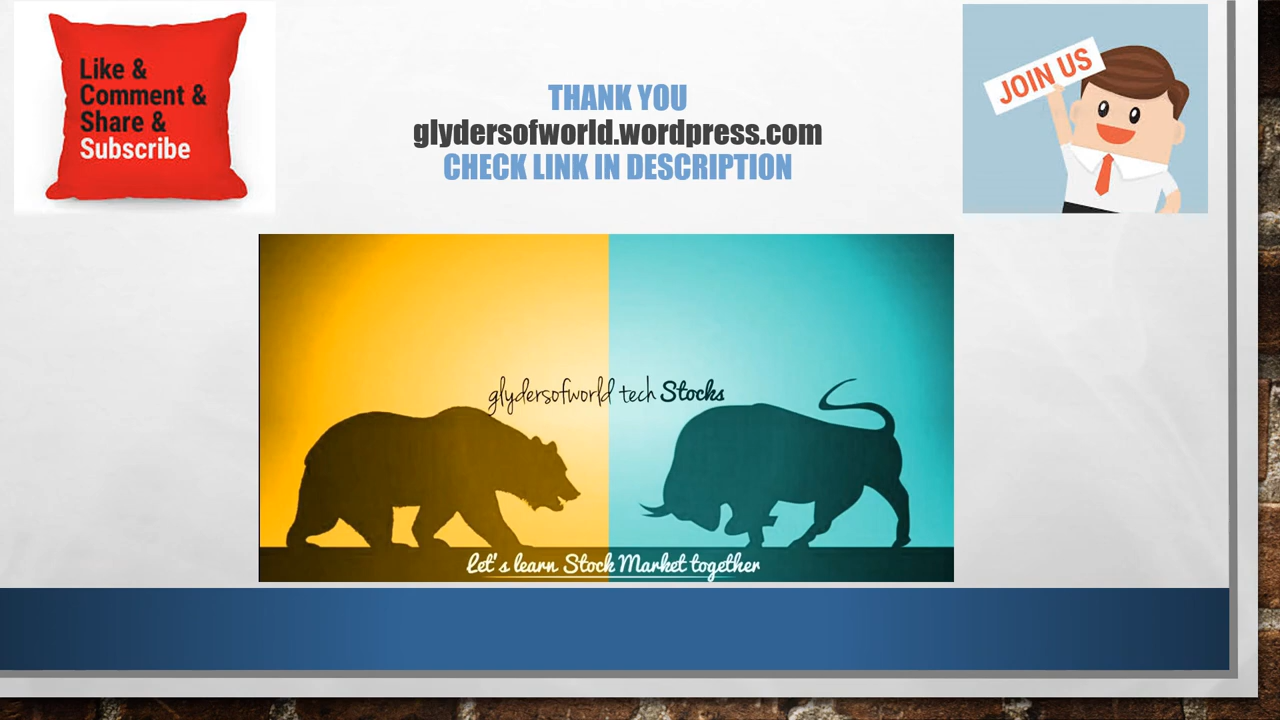 Like &
Comment &
Share &
Subscribe
THANK YOU
glydersofworld.wordpress.com
CHECK LINK IN DESCRIPTION
JOIN US
glydersofworld tech Stocks
Let's learn Stock Market together